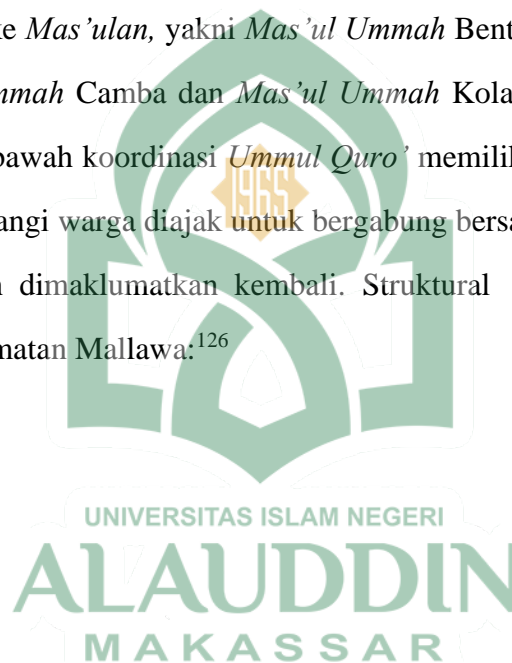 ke Mas’ulan, yakni Mas’ul Ummah Bent
mmah Camba dan Mas’ul Ummah Kola
bawah koordinasi Ummul Quro’ memilil
angi warga diajak untuk bergabung bersa
n dimaklumatkan kembali. Struktural
matan Mallawa:126
1965
UNIVERSITAS ISLAM NEGERI
ALAUDDIN
MAKASSAR